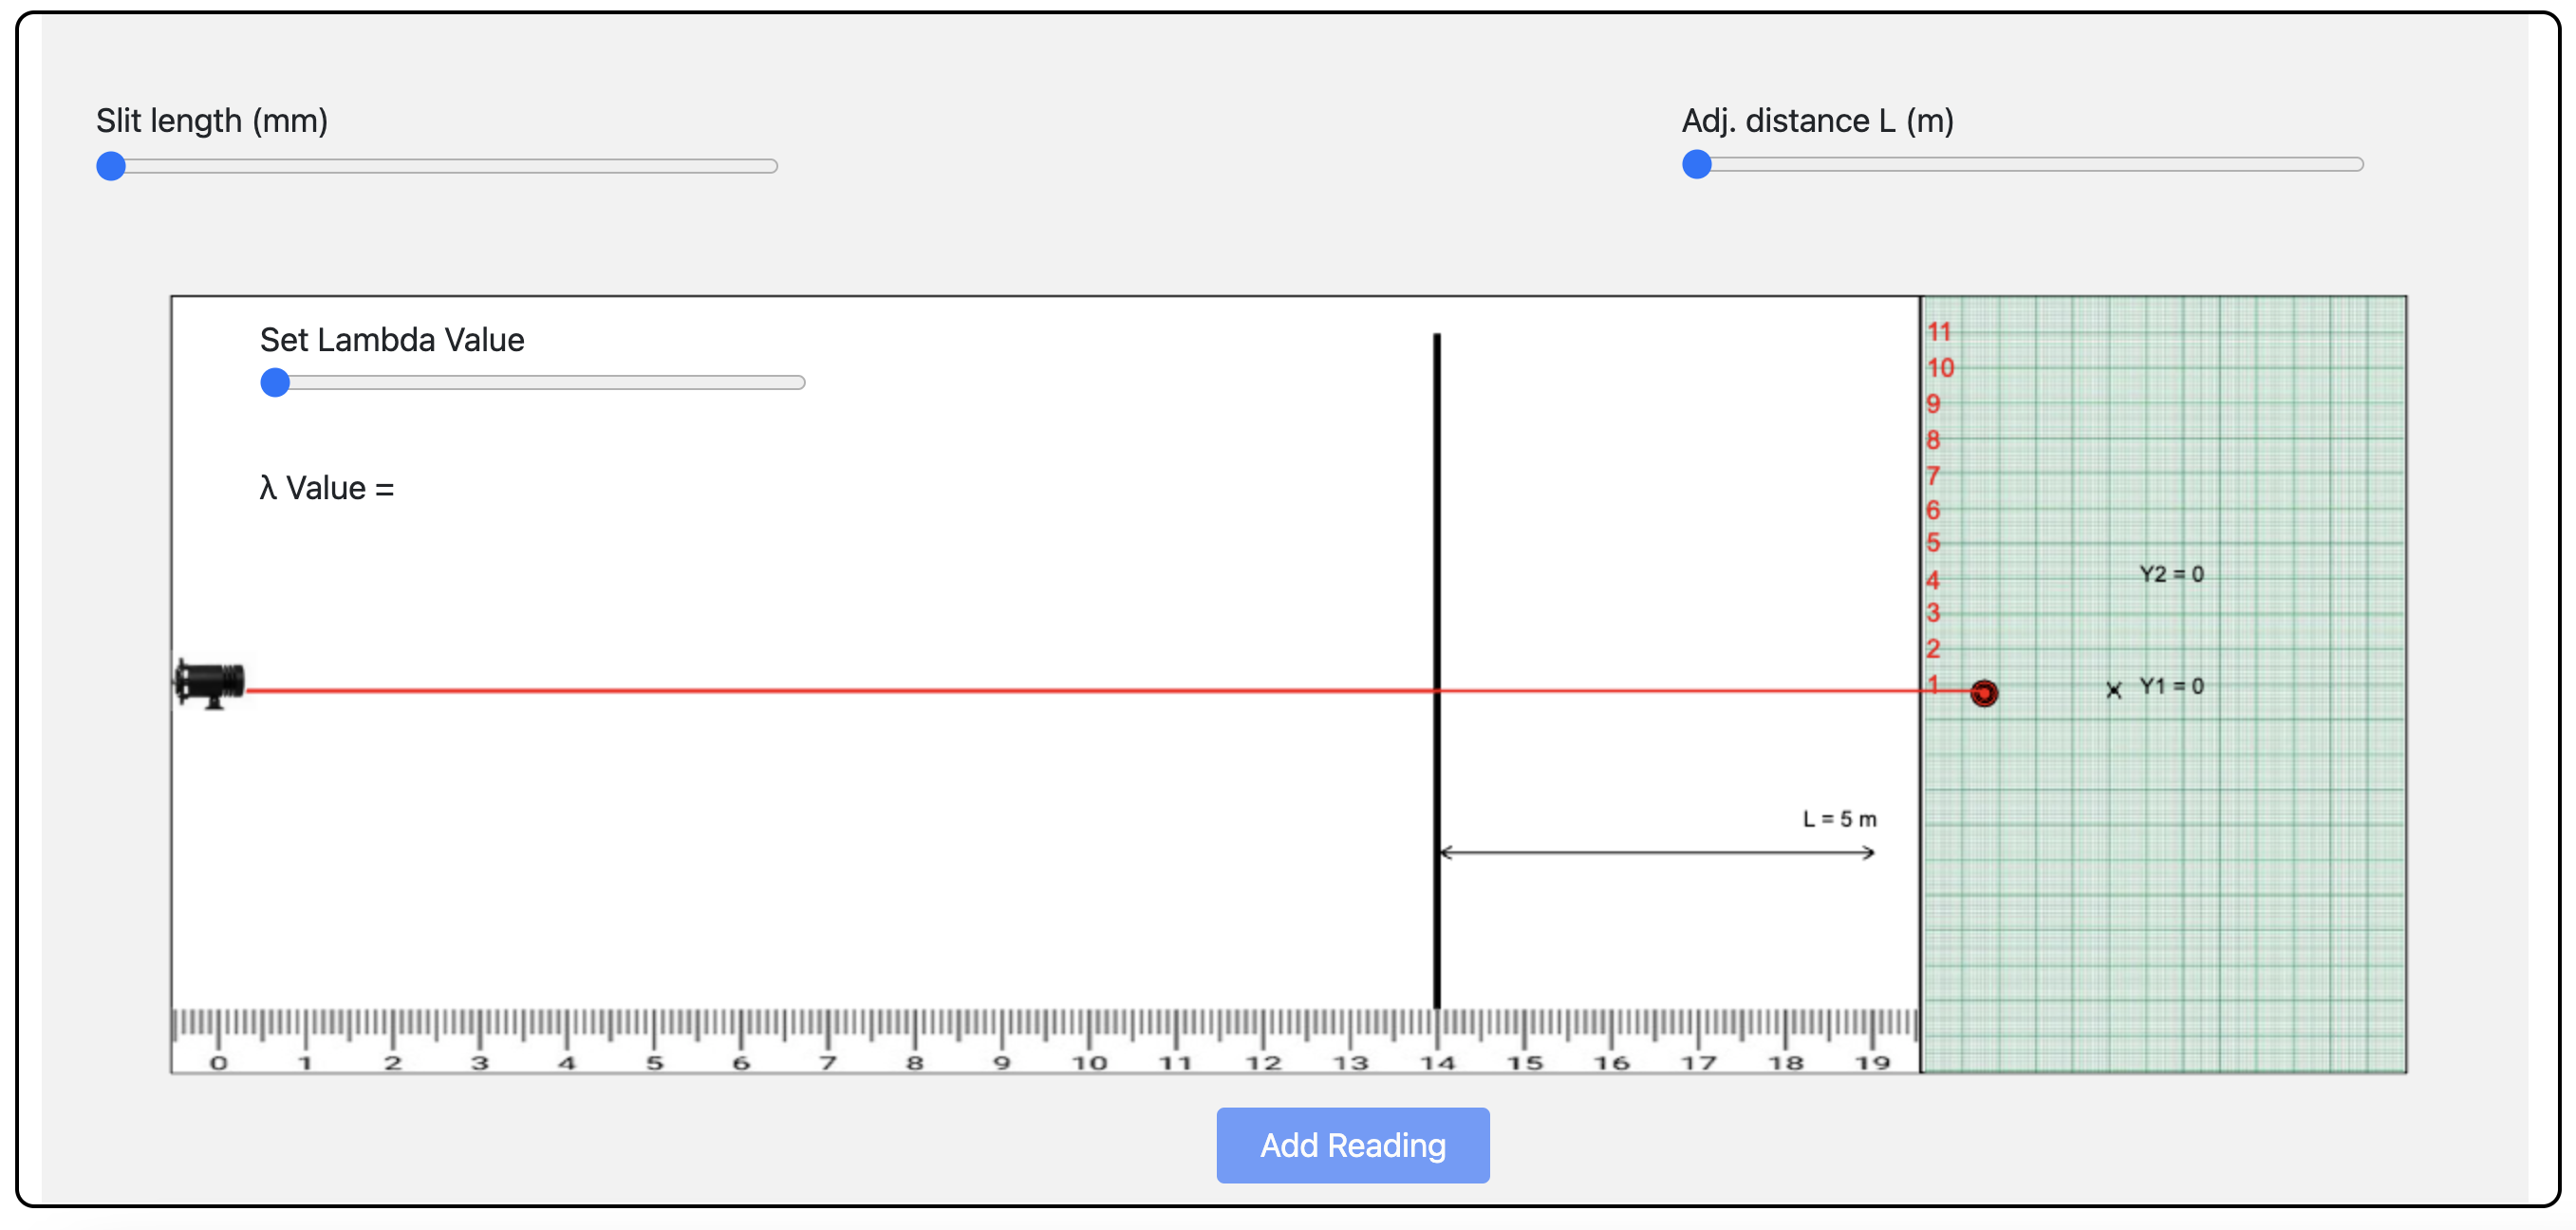 Slit length (mm)
Adj. distance L (m)
Set Lambda Value
λ Value =
11
10
9
8
7
6
5
4
3
2
1
Y2 = 0
Y1 = 0
L = 5 m
0 1 2 3 4 5 6 7 8 9 10 11 12 13 14 15 16 17 18 19
Add Reading